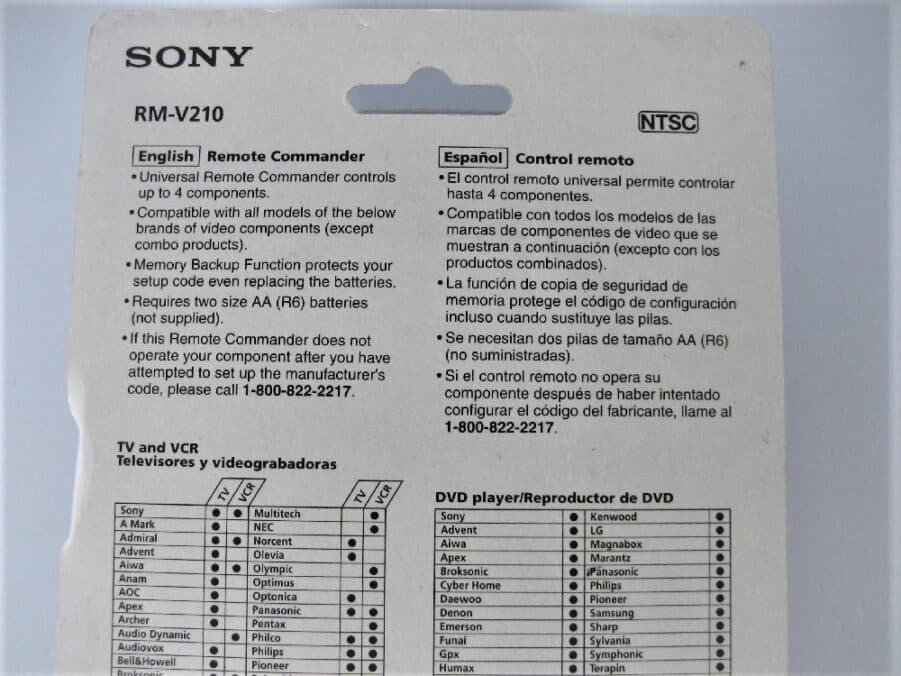 SONY
RM-V210
NTSC
English Remote Commander
• Universal Remote Commander controls
up to 4 components.
• Compatible with all models of the below
brands of video components (except
combo products).
• Memory Backup Function protects your
setup code even replacing the batteries.
• Requires two size AA (R6) batteries
(not supplied).
• If this Remote Commander does not
operate your component after you have
attempted to set up the manufacturer's
code, please call 1-800-822-2217.
Español Control remoto
• El control remoto universal permite controlar
hasta 4 componentes.
• Compatible con todos los modelos de las
marcas de componentes de video que se
muestran a continuación (excepto con los
productos combinados).
• La función de copia de seguridad de
memoria protege el código de configuración
incluso cuando sustituye las pilas.
• Se necesitan dos pilas de tamaño AA (R6)
(no suministradas).
• Si el control remoto no opera su
componente después de haber intentado
configurar el código del fabricante, llame al
1-800-822-2217.
TV and VCR
Televisores y videograbadoras
TV VCR TV VCR
Sony ● ● Multitech ●
A Mark ● NEC ●
Admiral ● ● Norcent ●
Advent ● Olevia ●
Aiwa ● ● Olympic ●
Anam ● Optimus ●
AOC ● Optonica ●
Apex ● Panasonic ● ●
Archer ● Pentax ●
Audio Dynamic ● Philco ● ●
Audiovox ● Philips ● ●
Bell&Howell ● Pioneer ● ●
Broksonic
DVD player/Reproductor de DVD
Sony ● Kenwood ●
Advent ● LG ●
Aiwa ● Magnabox ●
Apex ● Marantz ●
Broksonic ● Panasonic ●
Cyber Home ● Philips ●
Daewoo ● Pioneer ●
Denon ● Samsung ●
Emerson ● Sharp ●
Funai ● Sylvania ●
Gpx ● Symphonic ●
Humax ● Terapin ●